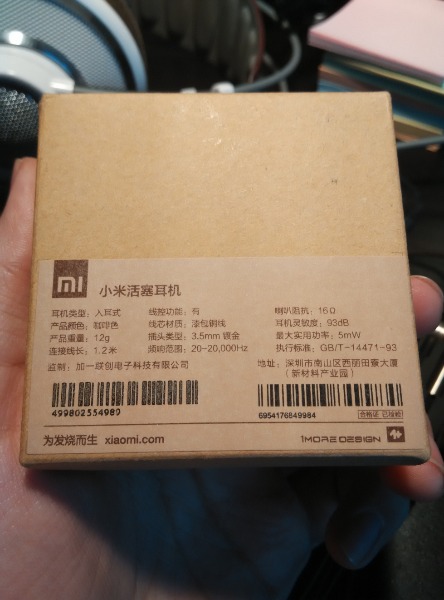 mi 小米活塞耳机
耳机类型：入耳式 线控功能：有 喇叭阻抗：16Ω
产品颜色：咖啡色 线芯材质：漆包铜线 耳机灵敏度：93dB
产品重量：12g 插头类型：3.5mm 镀金 最大实用功率：5mW
连接线长：1.2米 频响范围：20-20,000Hz 执行标准：GB/T-14471-93
监制：加一联创电子科技有限公司 地址：深圳市南山区西丽田寮大厦
（新材料产业园）
499802554989 6954176849984 合格证 已检验
为发烧而生 xiaomi.com 1MORE DESIGN